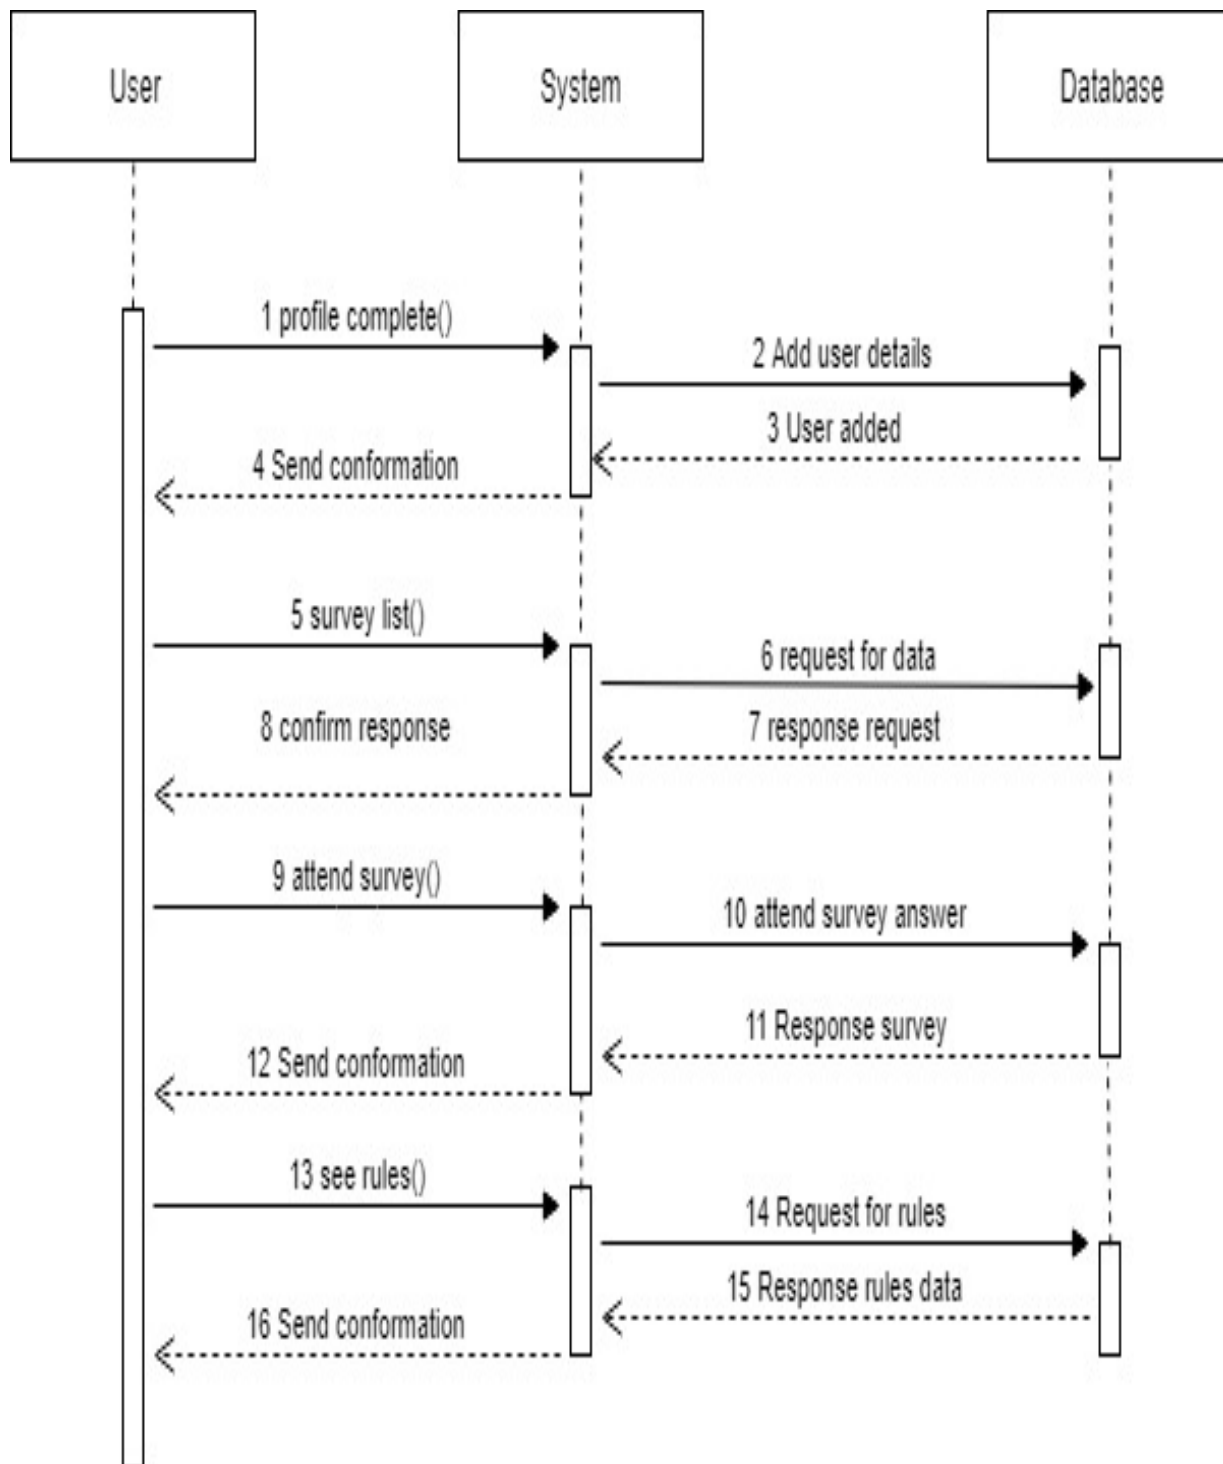 User
System
Database
1 profile complete()
2 Add user details
3 User added
4 Send conformation
5 survey list()
6 request for data
7 response request
8 confirm response
9 attend survey()
10 attend survey answer
11 Response survey
12 Send conformation
13 see rules()
14 Request for rules
15 Response rules data
16 Send conformation